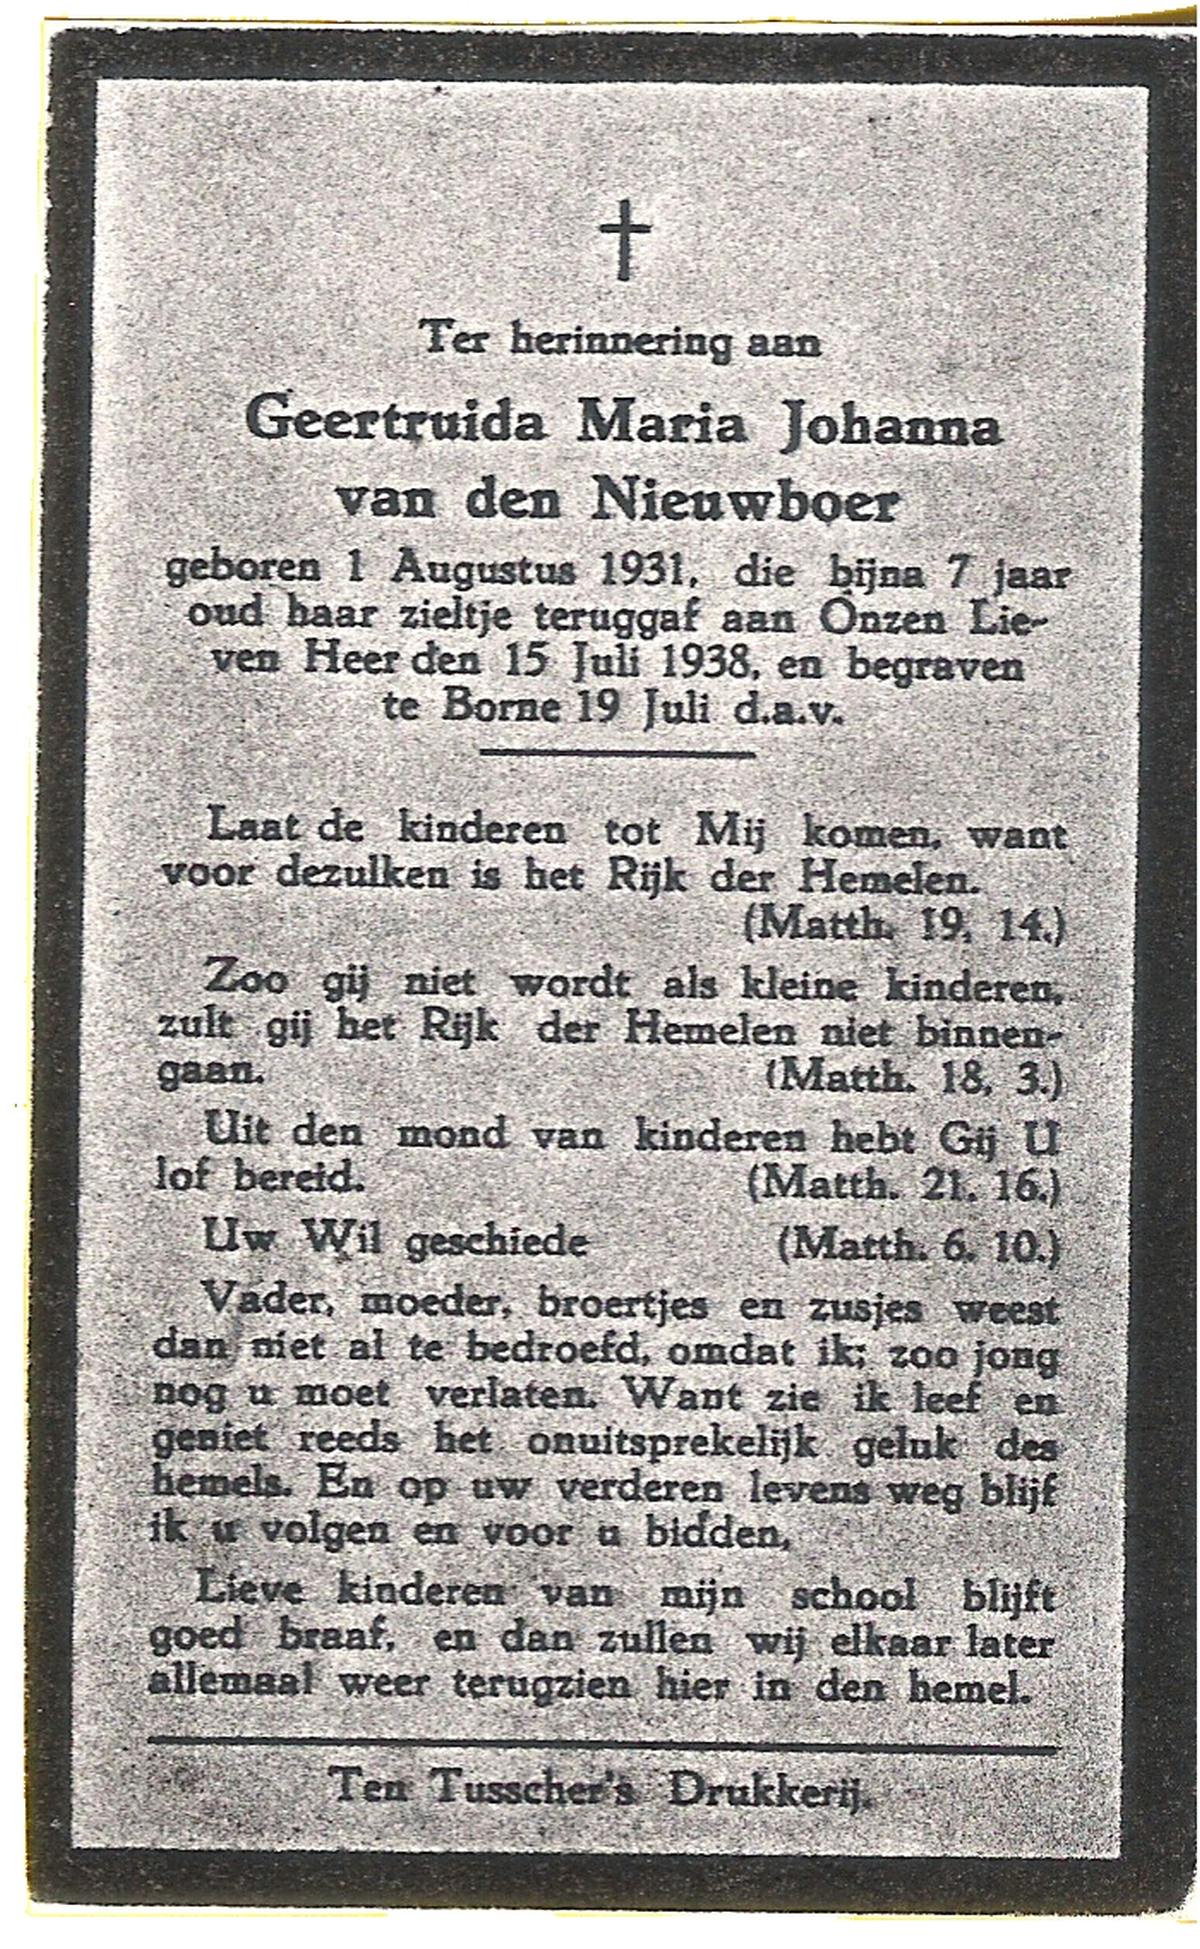 Ter herinnering aan
Geertruida Maria Johanna
van den Nieuwboer
geboren 1 Augustus 1931, die bijna 7 jaar
oud haar zieltje teruggaf aan Onzen Lie-
ven Heer den 15 Juli 1938, en begraven
te Borne 19 Juli d.a.v.
Laat de kinderen tot Mij komen, want
voor dezulken is het Rijk der Hemelen.
(Matth. 19, 14.)
Zoo gij niet wordt als kleine kinderen,
zult gij het Rijk der Hemelen niet binnen-
gaan. (Matth. 18, 3.)
Uit den mond van kinderen hebt Gij U
lof bereid. (Matth. 21. 16.)
Uw Wil geschiede (Matth. 6. 10.)
Vader, moeder, broertjes en zusjes weest
dan niet al te bedroefd, omdat ik; zoo jong
nog u moet verlaten. Want zie ik leef en
geniet reeds het onuitsprekelijk geluk des
hemels. En op uw verderen levens weg blijf
ik u volgen en voor u bidden,
Lieve kinderen van mijn school blijft
goed braaf, en dan zullen wij elkaar later
allemaal weer terugzien hier in den hemel.
Ten Tusscher's Drukkerij.